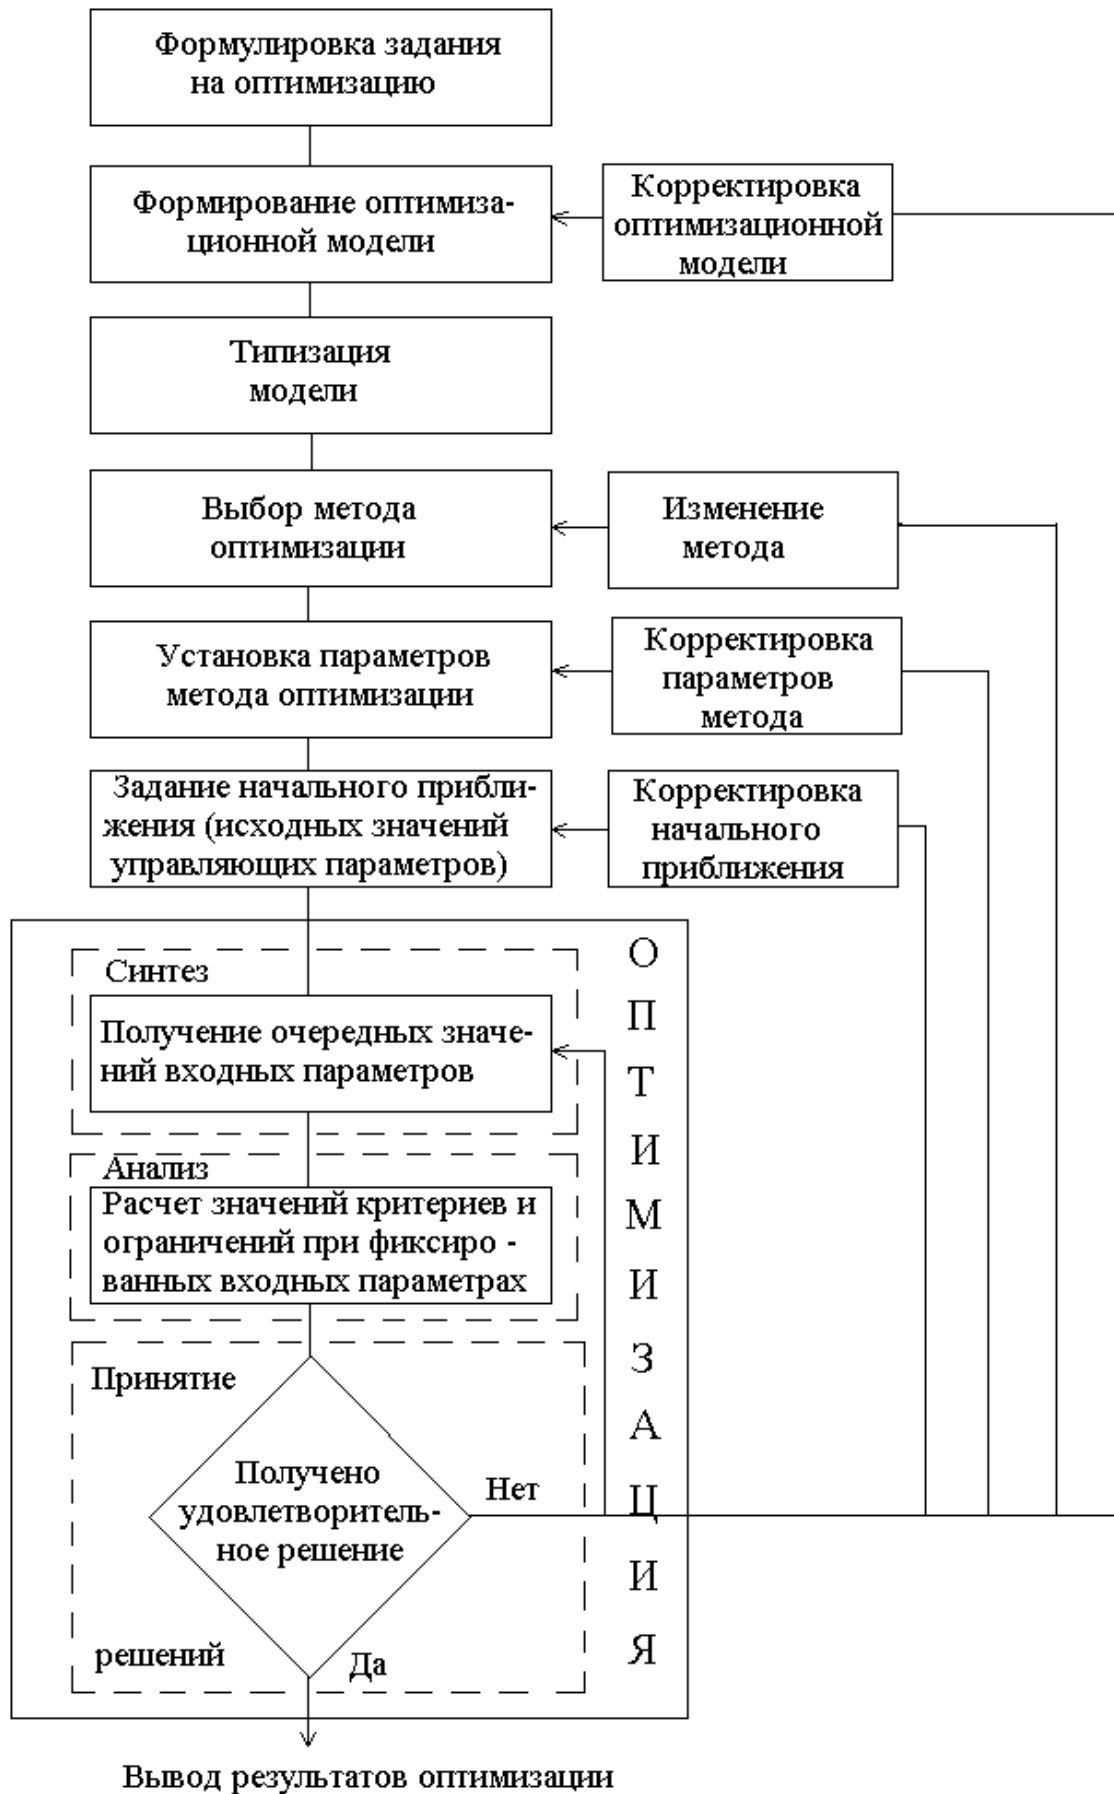 Формулировка задания
на оптимизацию
Формирование оптимиза-
ционной модели
Корректировка
оптимизационной
модели
Типизация
модели
Выбор метода
оптимизации
Изменение
метода
Установка параметров
метода оптимизации
Корректировка
параметров
метода
Задание начального прибли-
жения (исходных значений
управляющих параметров)
Корректировка
начального
приближения
Синтез
Получение очередных значе-
ний входных параметров
Анализ
Расчет значений критериев и
ограничений при фиксиро -
ванных входных параметрах
Принятие
Получено
удовлетворитель-
ное решение
Нет
решений
Да
О
П
Т
И
М
И
З
А
Ц
И
Я
Вывод результатов оптимизации